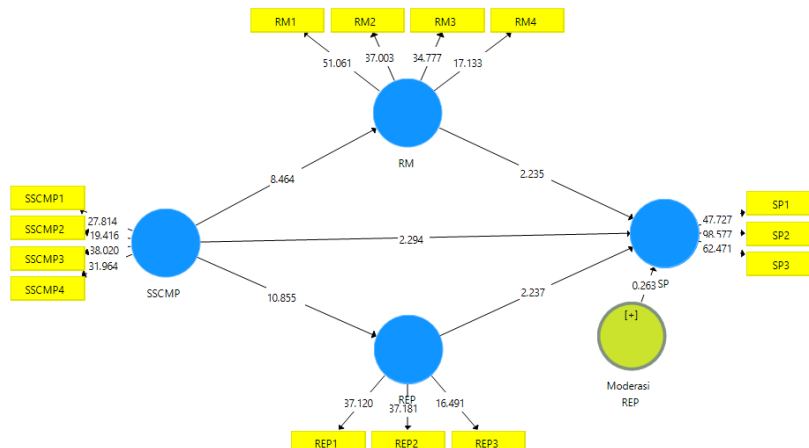 RM1
RM2
RM3
RM4
51.061
37.003
34.777
17.133
RM
8.464
2.235
SSCMP1
SSCMP2
SSCMP3
SSCMP4
27.814
19.416
38.020
31.964
SSCMP
2.294
47.727
98.577
62.471
SP1
SP2
SP3
SP
0.263
10.855
2.237
[+]
Moderasi
REP
REP
37.120
37.181
16.491
REP1
REP2
REP3